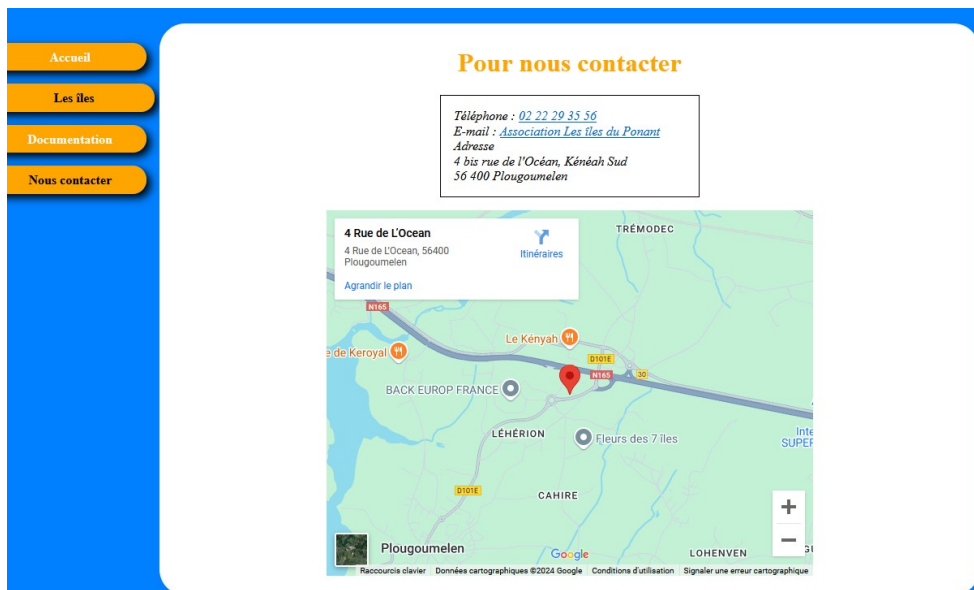 Accueil
Les îles
Documentation
Nous contacter
Pour nous contacter
Téléphone : 02 22 29 35 56
E-mail : Association Les îles du Ponant
Adresse
4 bis rue de l'Océan, Kénéah Sud
56 400 Plougoumelen
4 Rue de L'Ocean
4 Rue de L'Ocean, 56400
Plougoumelen
Itinéraires
Agrandir le plan
TRÉMODEC
N165
Le Kényah
e de Keroyal
D101E
N165
30
BACK EUROP FRANCE
LÉHÉRION
Fleurs des 7 îles
Inte
SUPER
D101E
CAHIRE
Plougoumelen
Google
LOHENVEN
Raccourcis clavier
Données cartographiques ©2024 Google
Conditions d'utilisation
Signaler une erreur cartographique